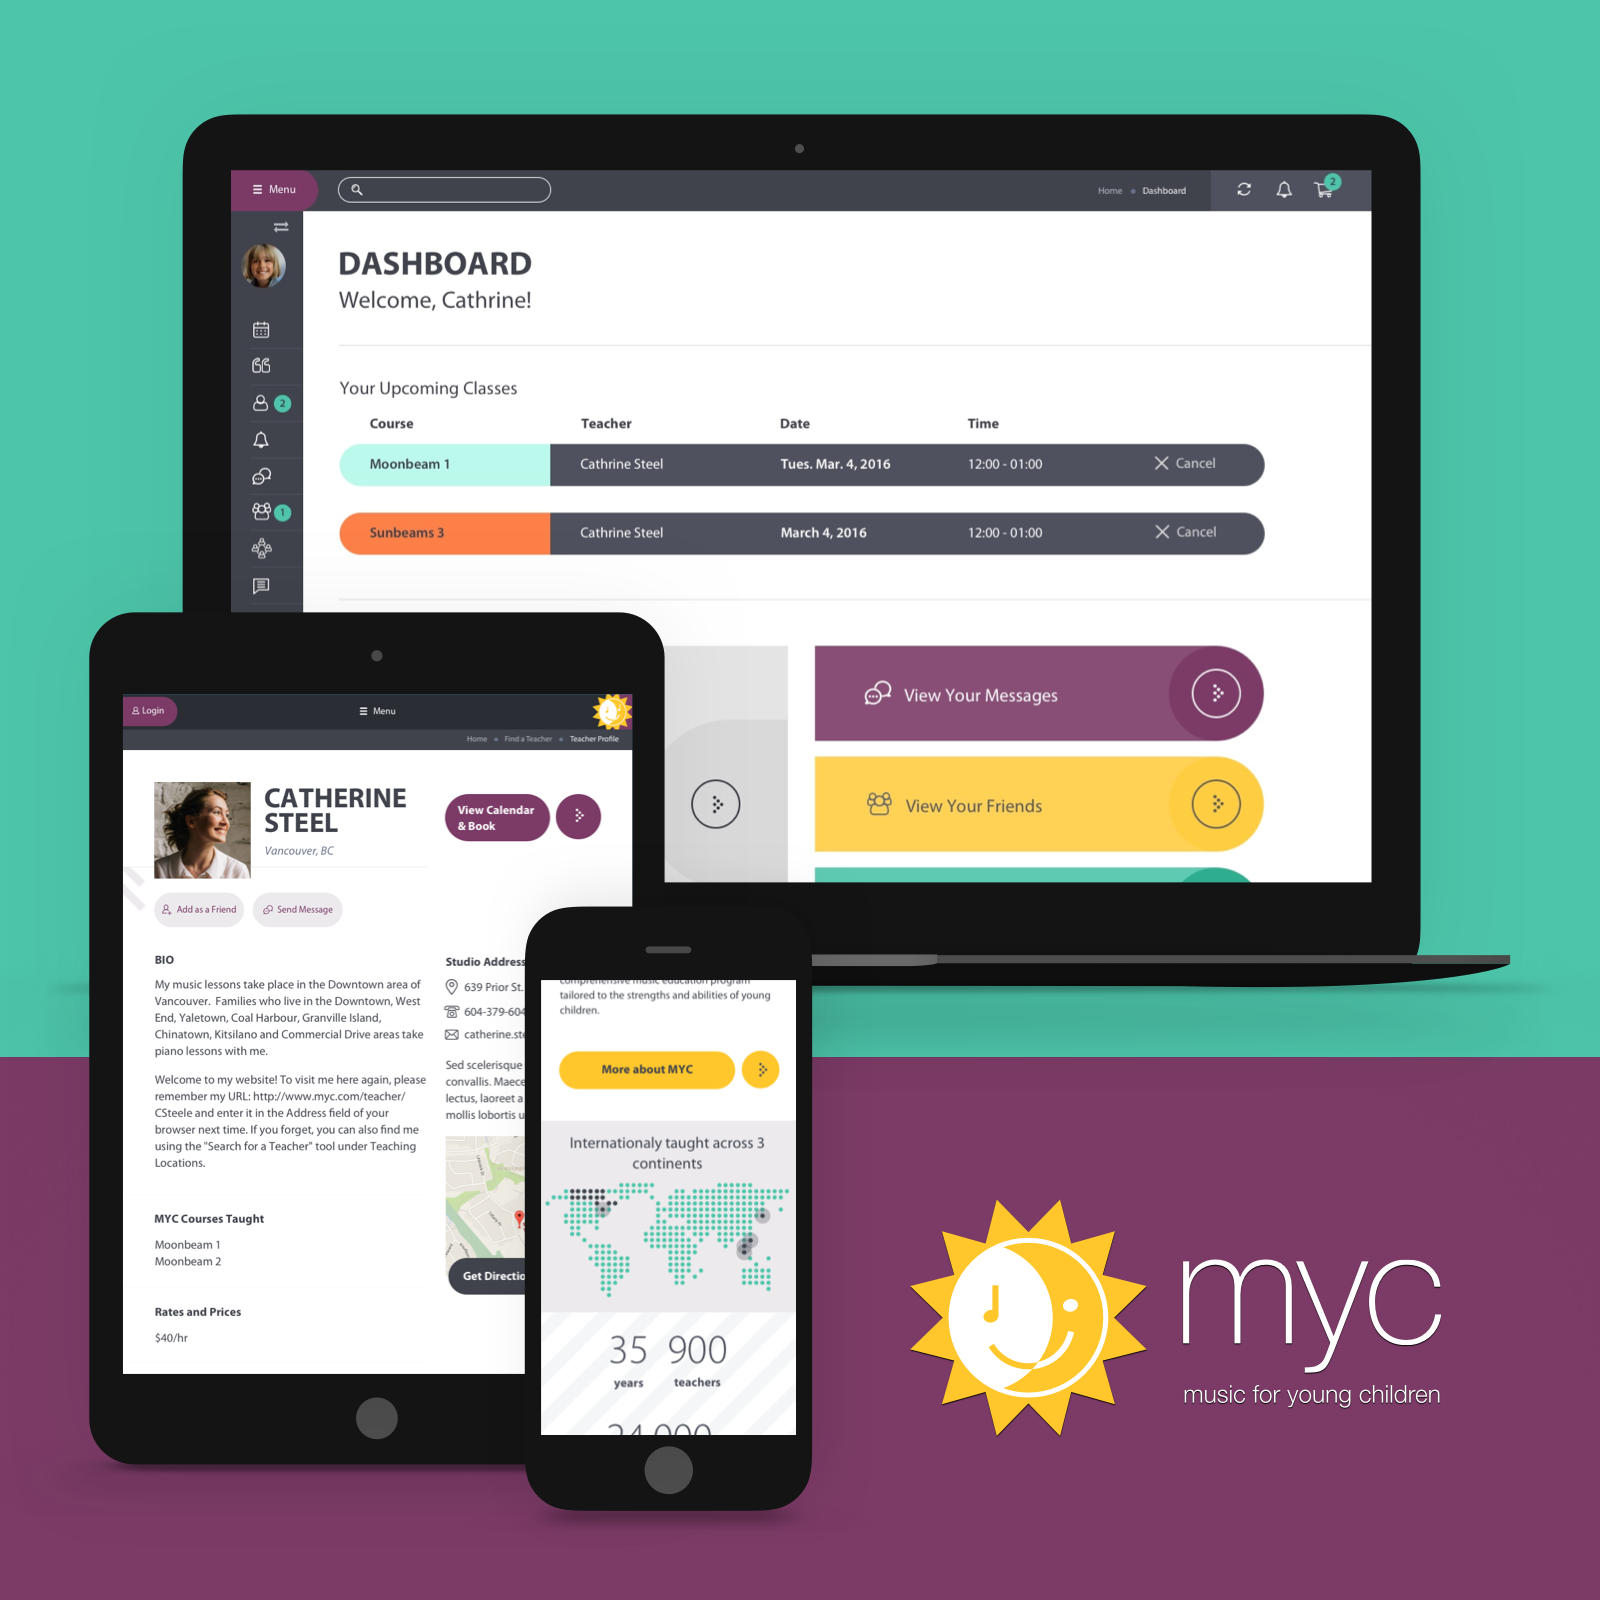 Menu
Home
Dashboard
2
DASHBOARD
Welcome, Cathrine!
Your Upcoming Classes
Course Teacher Date Time
Moonbeam 1 Cathrine Steel Tues. Mar. 4, 2016 12:00 - 01:00 Cancel
Sunbeams 3 Cathrine Steel March 4, 2016 12:00 - 01:00 Cancel
2
1
View Your Messages
View Your Friends
Login
Menu
Home Find a Teacher Teacher Profile
CATHERINE
STEEL
Vancouver, BC
View Calendar
& Book
Add as a Friend
Send Message
BIO
My music lessons take place in the Downtown area of
Vancouver. Families who live in the Downtown, West
End, Yaletown, Coal Harbour, Granville Island,
Chinatown, Kitsilano and Commercial Drive areas take
piano lessons with me.
Welcome to my website! To visit me here again, please
remember my URL: http://www.myc.com/teacher/
CSteele and enter it in the Address field of your
browser next time. If you forget, you can also find me
using the "Search for a Teacher" tool under Teaching
Locations.
MYC Courses Taught
Moonbeam 1
Moonbeam 2
Rates and Prices
$40/hr
Studio Address
639 Prior St.
604-379-604
catherine.ste
Sed scelerisque
convallis. Maece
lectus, laoreet a
mollis lobortis u
Get Directio
comprehensive music education program
tailored to the strengths and abilities of young
children.
More about MYC
Internationaly taught across 3
continents
35 900
years teachers
myc
music for young children